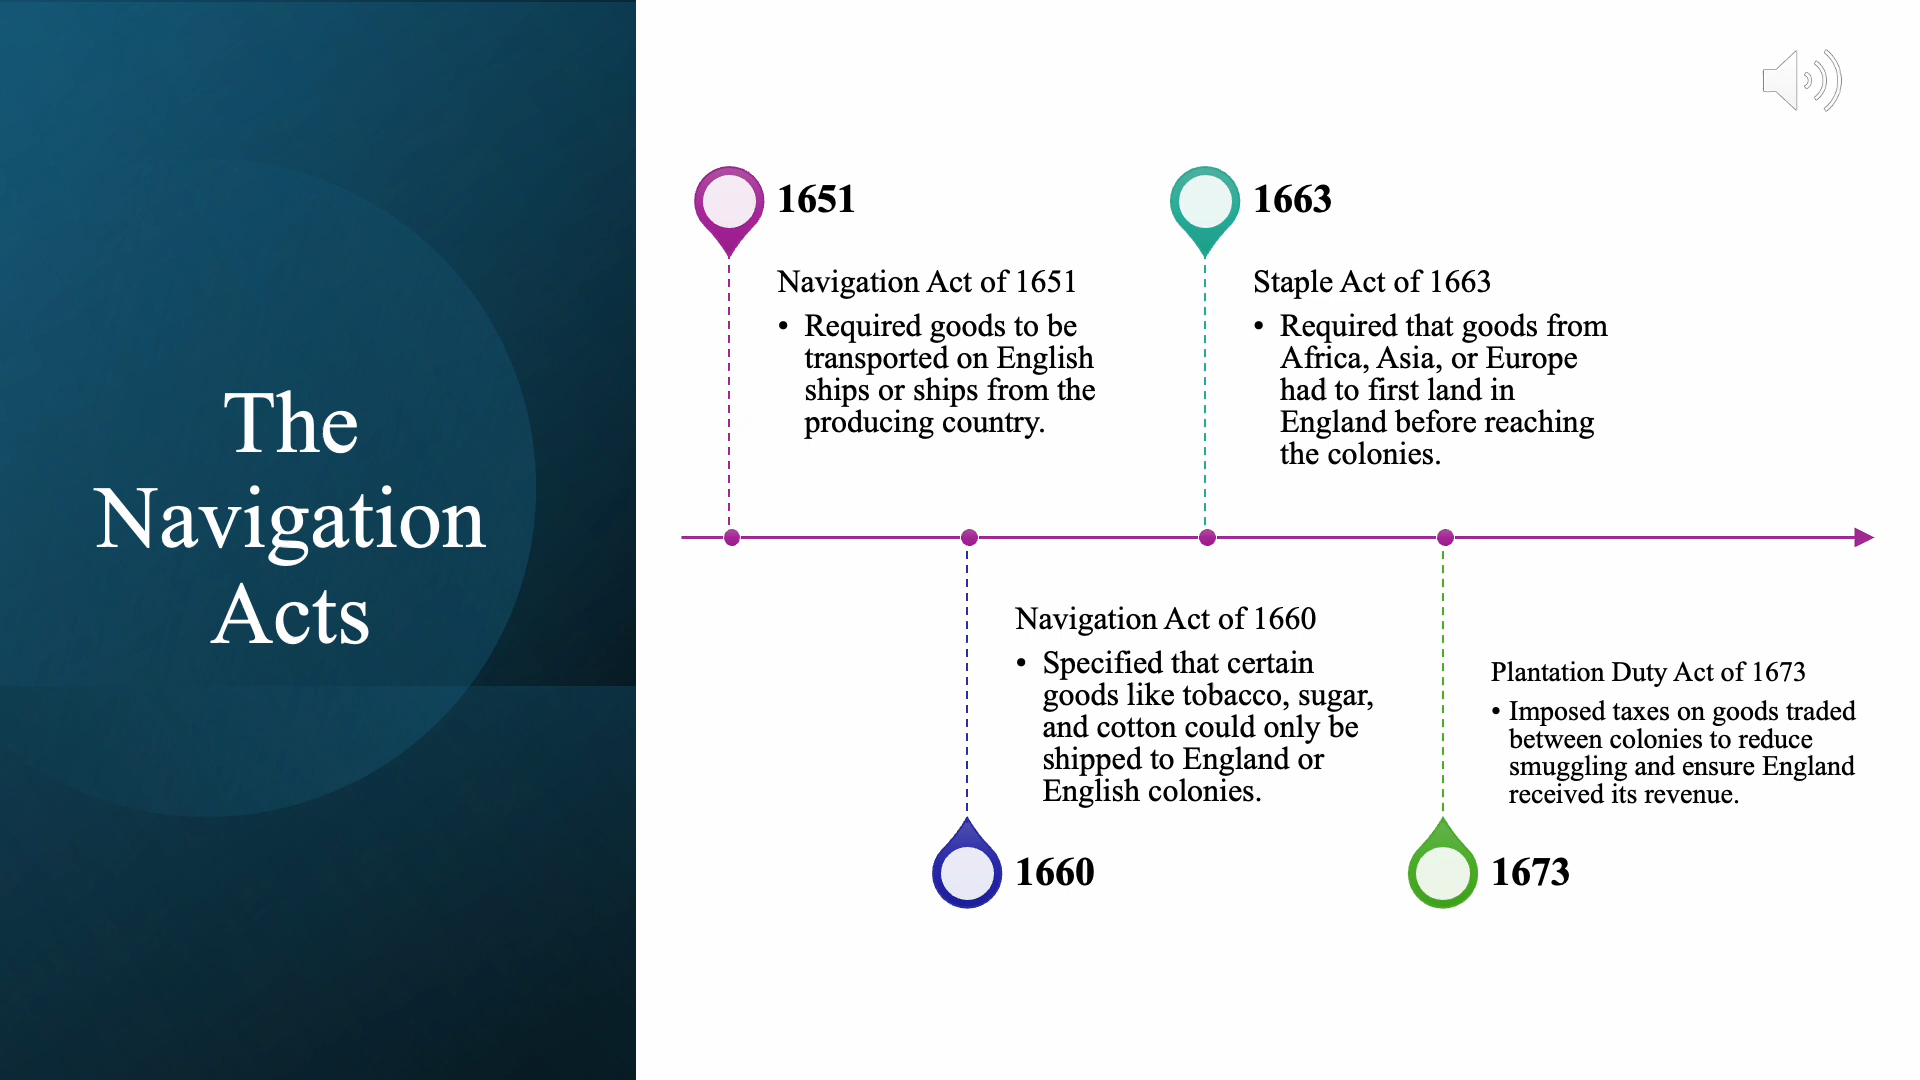 The
Navigation
Acts
1651
Navigation Act of 1651
• Required goods to be
transported on English
ships or ships from the
producing country.
1663
Staple Act of 1663
• Required that goods from
Africa, Asia, or Europe
had to first land in
England before reaching
the colonies.
Navigation Act of 1660
• Specified that certain
goods like tobacco, sugar,
and cotton could only be
shipped to England or
English colonies.
1660
Plantation Duty Act of 1673
• Imposed taxes on goods traded
between colonies to reduce
smuggling and ensure England
received its revenue.
1673